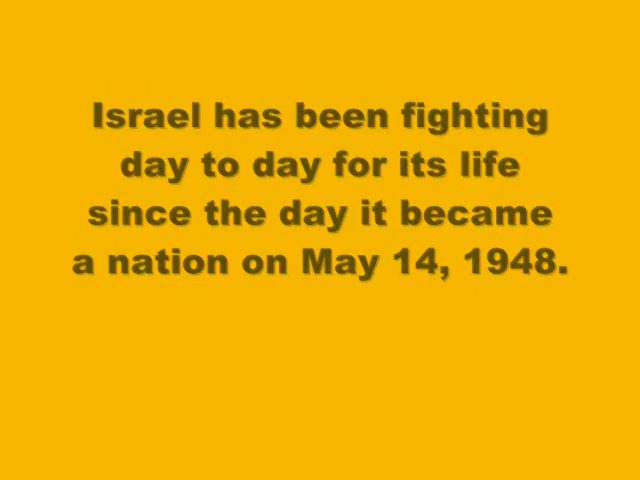 Israel has been fighting
day to day for its life
since the day it became
a nation on May 14, 1948.